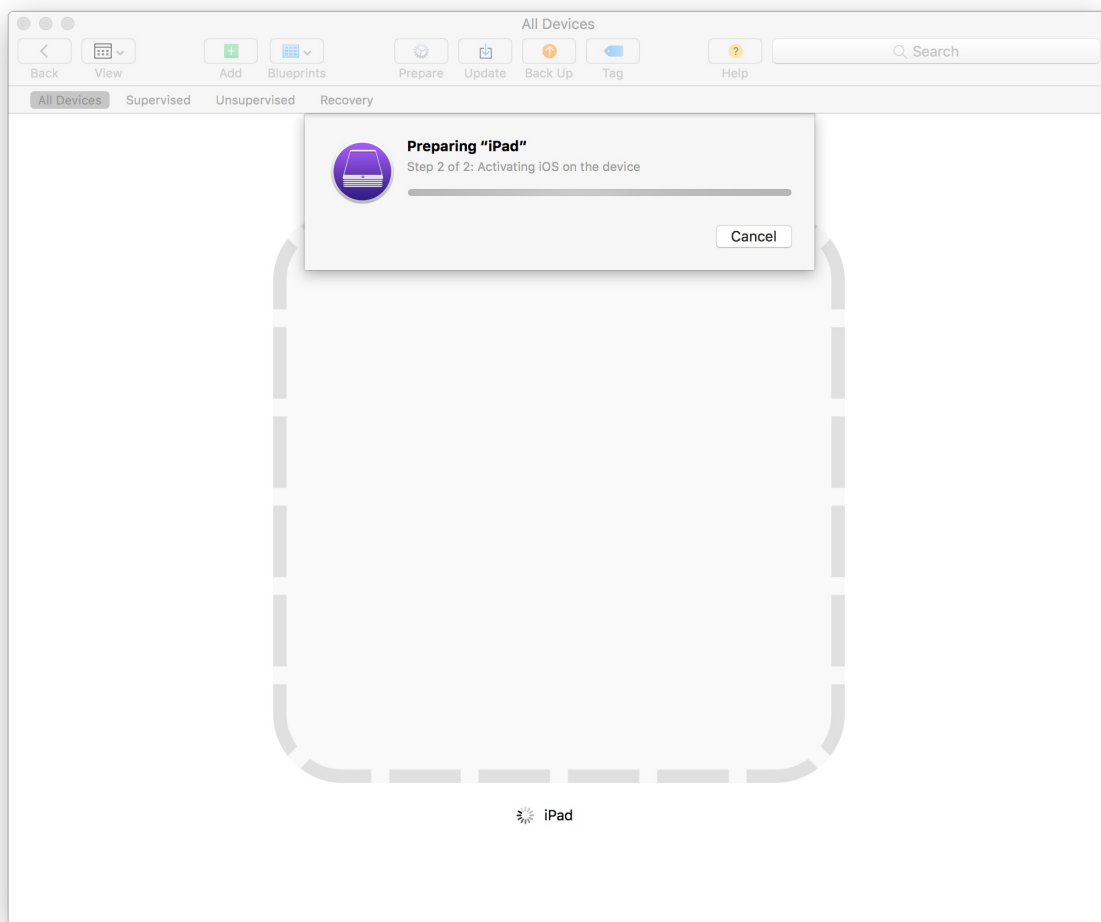 All Devices
Back View Add Blueprints Prepare Update Back Up Tag ? Help Search
All Devices Supervised Unsupervised Recovery
Preparing “iPad”
Step 2 of 2: Activating iOS on the device
Cancel
iPad